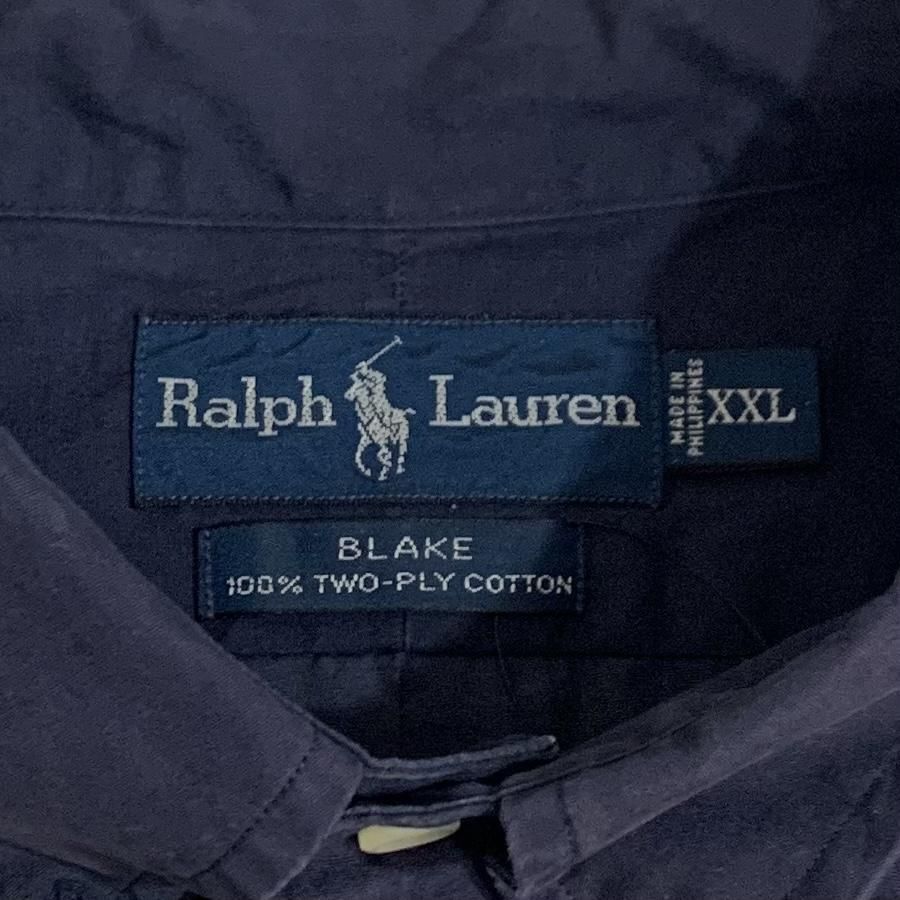 Ralph Lauren
MADE IN
PHILIPPINES
XXL
BLAKE
100% TWO-PLY COTTON